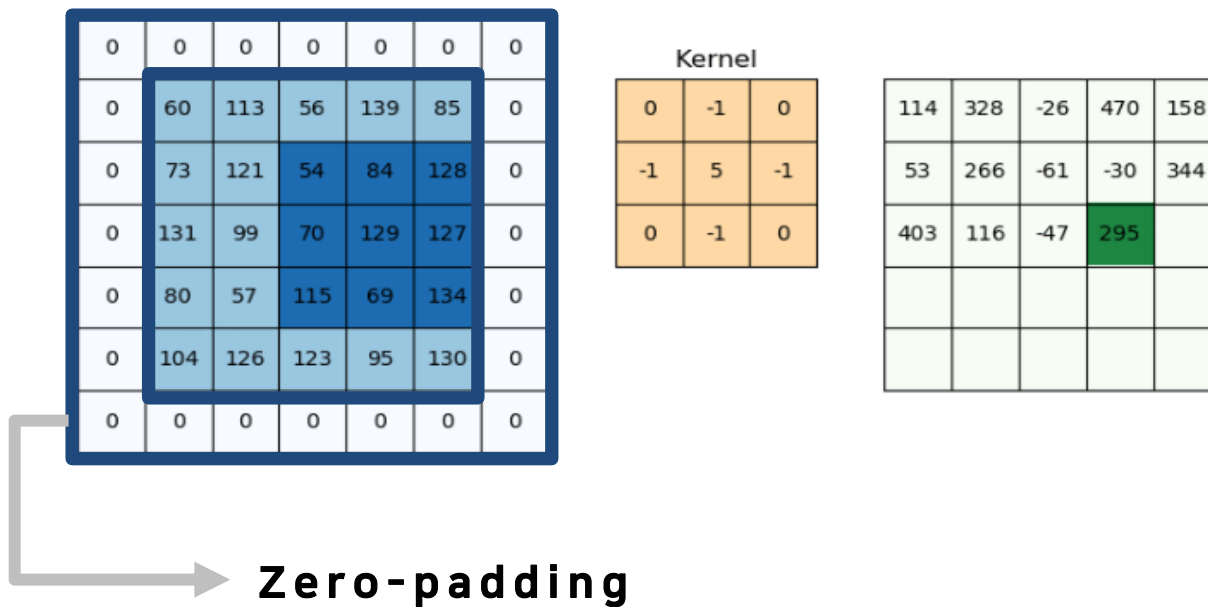 0 0 0 0 0 0 0
Kernel
0 60 113 56 139 85 0
0 -1 0
114 328 -26 470 158
0 73 121 54 84 128 0
-1 5 -1
53 266 -61 -30 344
0 131 99 70 129 127 0
0 -1 0
403 116 -47 295
0 80 57 115 69 134 0
0 104 126 123 95 130 0
0 0 0 0 0 0 0
Zero-padding